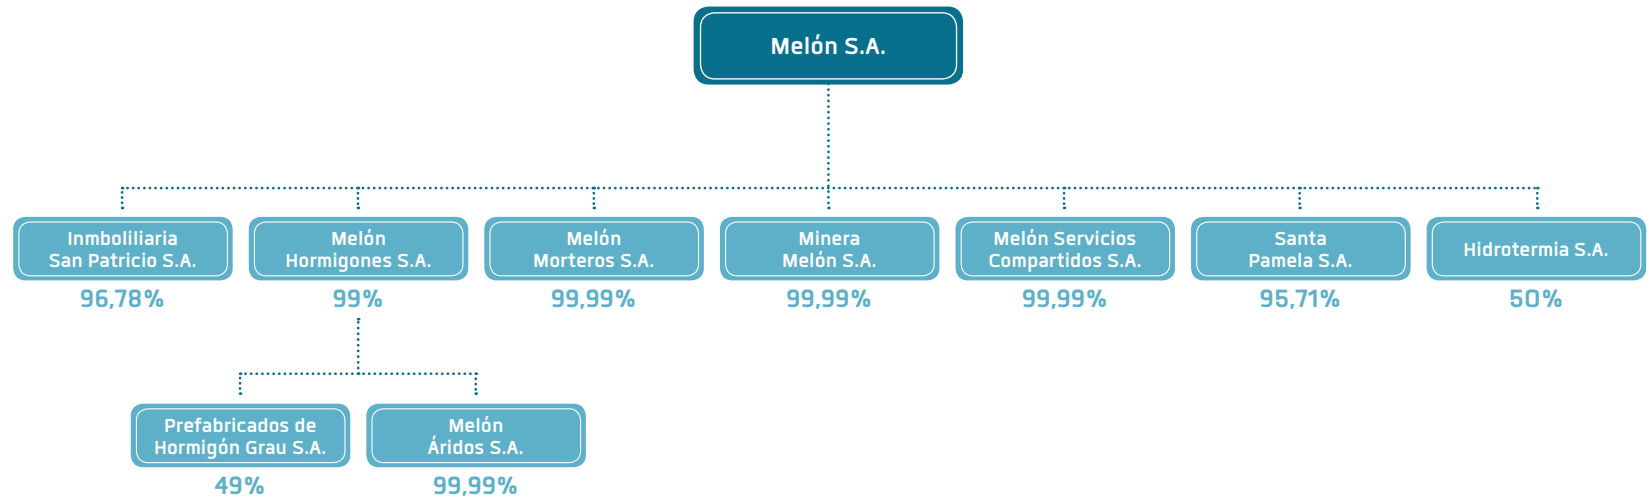 Melón S.A.
Inmboliliaria
San Patricio S.A.
96,78%
Melón
Hormigones S.A.
99%
Melón
Morteros S.A.
99,99%
Minera
Melón S.A.
99,99%
Melón Servicios
Compartidos S.A.
99,99%
Santa
Pamela S.A.
95,71%
Hidrotermia S.A.
50%
Prefabricados de
Hormigón Grau S.A.
49%
Melón
Áridos S.A.
99,99%